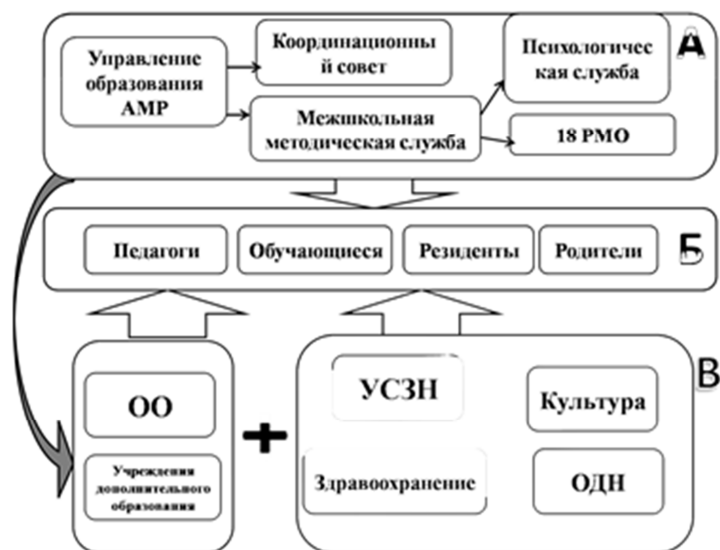 Управление
образования
АМР
Координационны
й совет
Межшкольная
методическая служба
Психологичес
кая служба
18 РМО
А
Педагоги
Обучающиеся
Резиденты
Родители
Б
ОО
Учреждения
дополнительного
образования
+
УСЗН
Культура
Здравоохранение
ОДН
В